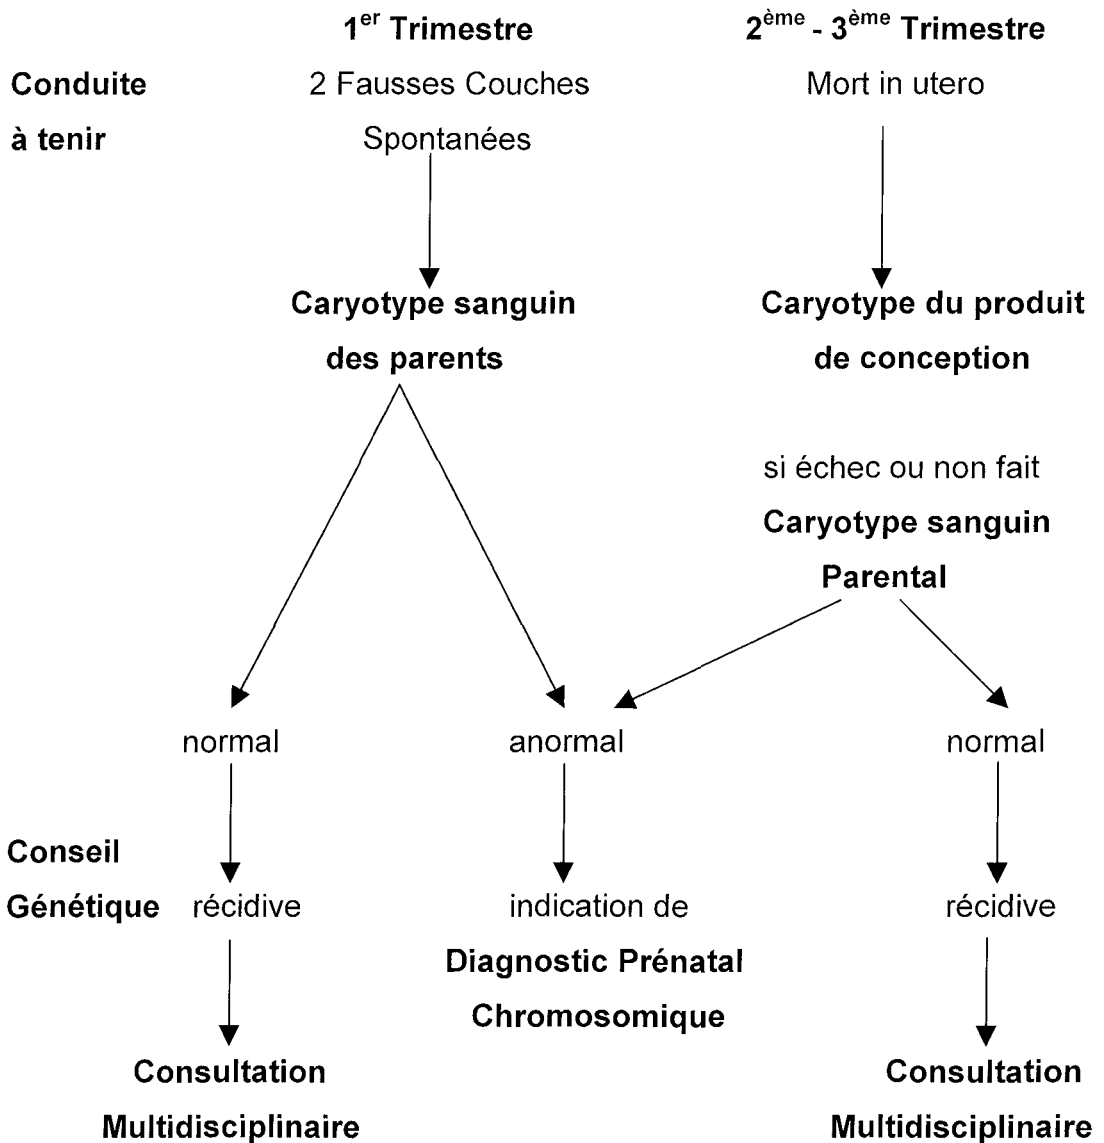 1er Trimestre 2ème - 3ème Trimestre
Conduite 2 Fausses Couches Mort in utero
à tenir Spontanées
Caryotype sanguin Caryotype du produit
des parents de conception
si échec ou non fait
Caryotype sanguin
Parental
normal anormal normal
Conseil
Génétique récidive indication de récidive
Diagnostic Prénatal
Chromosomique
Consultation Consultation
Multidisciplinaire Multidisciplinaire